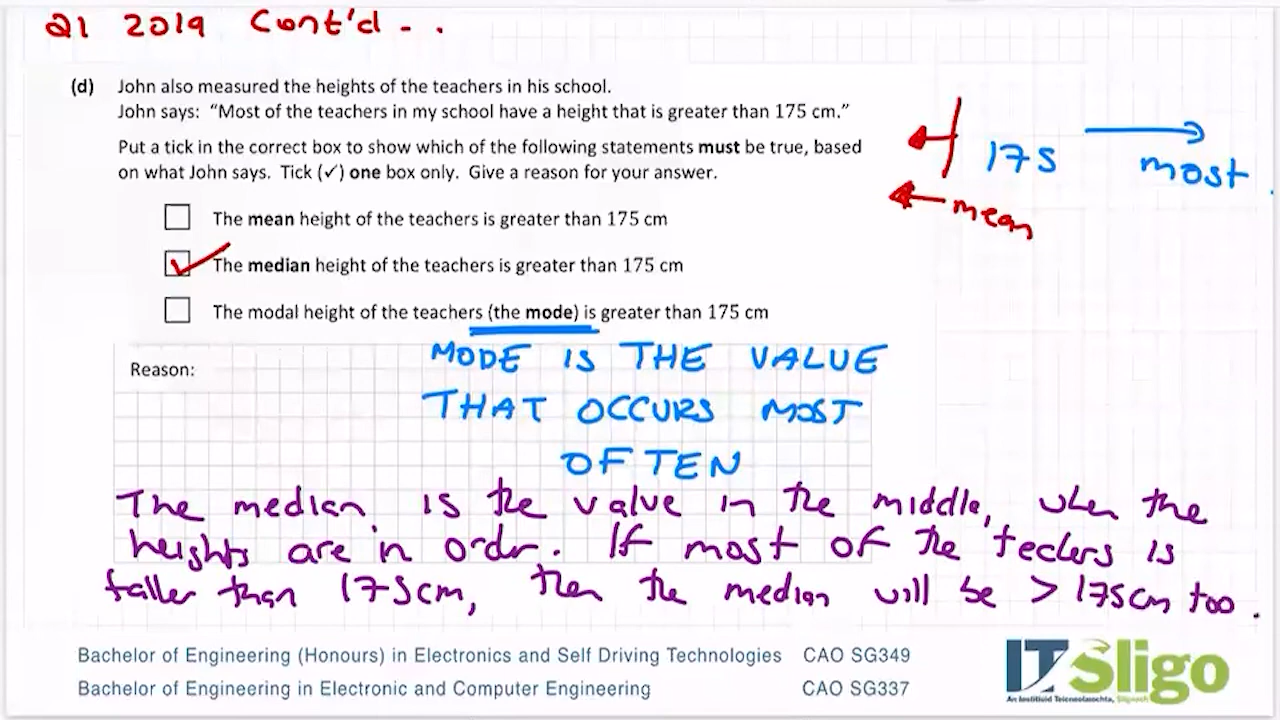 Q1 2019 Cont'd - .
(d) John also measured the heights of the teachers in his school.
John says: “Most of the teachers in my school have a height that is greater than 175 cm.”
Put a tick in the correct box to show which of the following statements must be true, based
on what John says. Tick (✓) one box only. Give a reason for your answer.
175 most.
mean
The mean height of the teachers is greater than 175 cm
✓ The median height of the teachers is greater than 175 cm
The modal height of the teachers (the mode) is greater than 175 cm
Reason:
MODE IS THE VALUE
THAT OCCURS MOST
OFTEN
The median is the value in the middle, when the
heights are in order. If most of the teclers is
taller than 175cm, then the median will be > 175cm too.
Bachelor of Engineering (Honours) in Electronics and Self Driving Technologies CAO SG349
Bachelor of Engineering in Electronic and Computer Engineering CAO SG337
IT Sligo
An Institiúid Teicneolaíochta, Sligeach